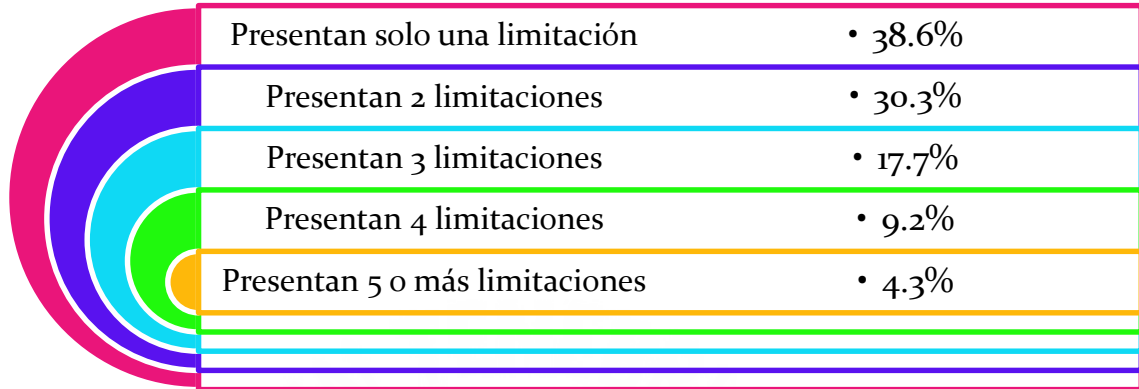 Presentan solo una limitación • 38.6%
Presentan 2 limitaciones • 30.3%
Presentan 3 limitaciones • 17.7%
Presentan 4 limitaciones • 9.2%
Presentan 5 o más limitaciones • 4.3%